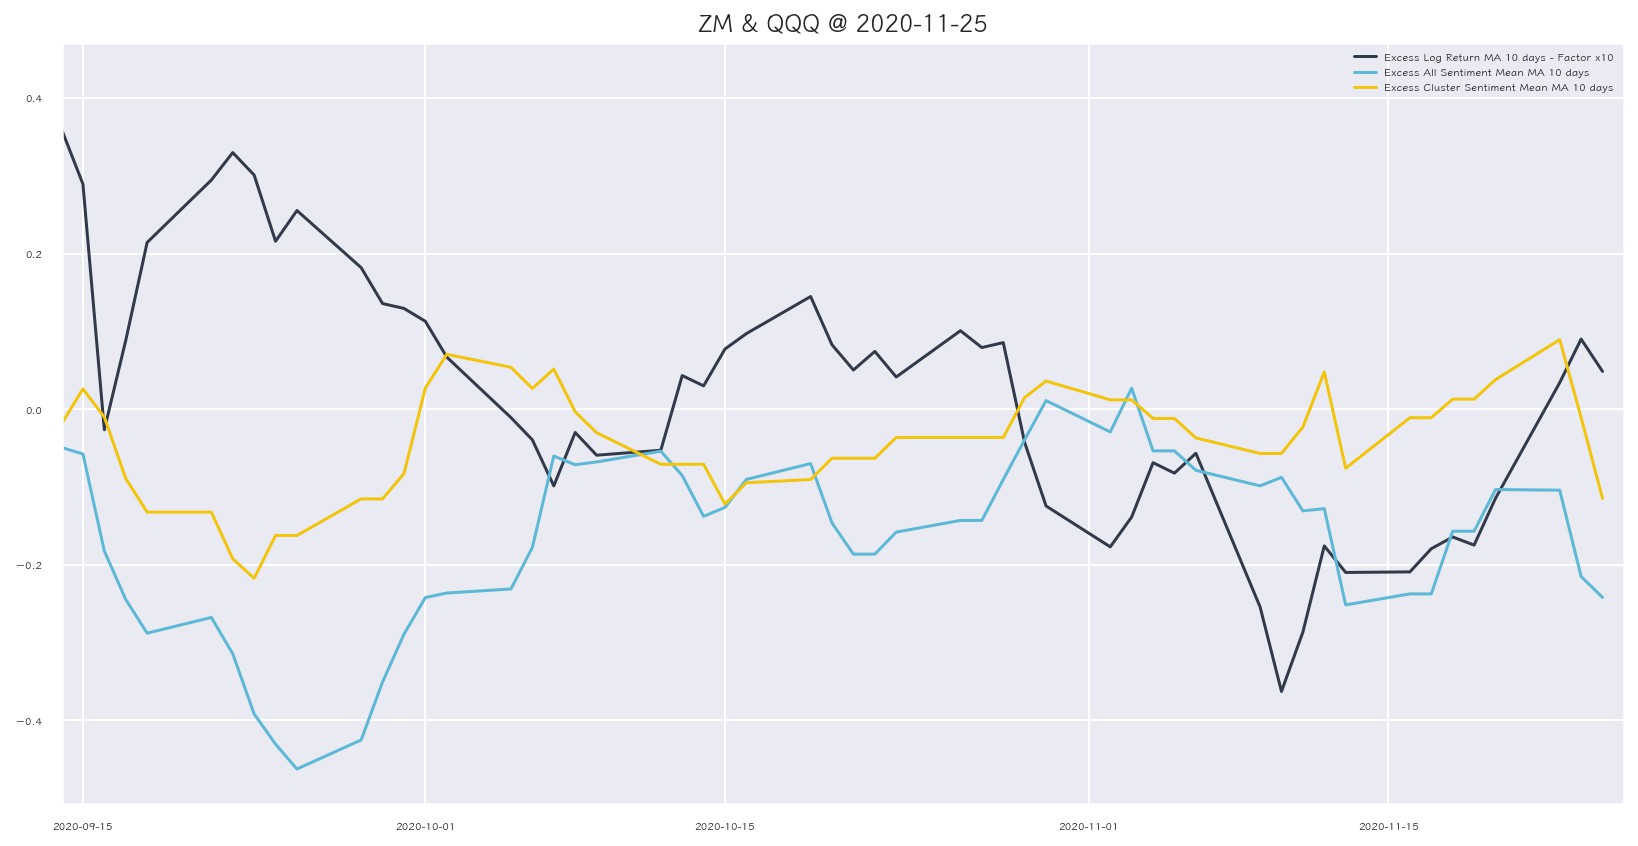 ZM & QQQ @ 2020-11-25
Excess Log Return MA 10 days - Factor x10
Excess All Sentiment Mean MA 10 days
Excess Cluster Sentiment Mean MA 10 days
0.4
0.2
0.0
−0.2
−0.4
2020-09-15
2020-10-01
2020-10-15
2020-11-01
2020-11-15